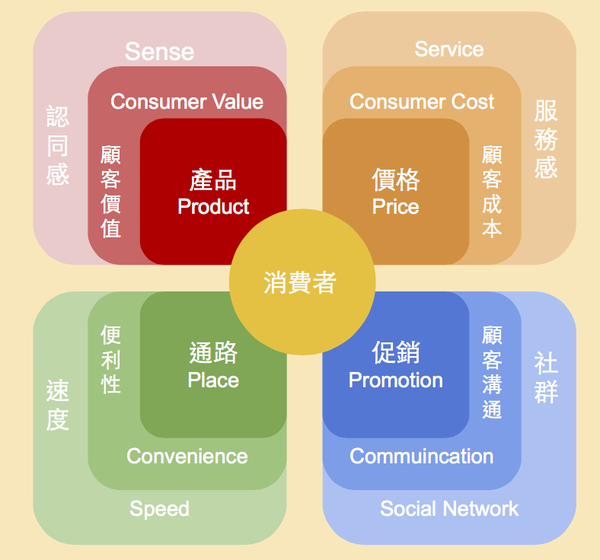 Sense
認同感
Consumer Value
顧客價值
產品
Product
Service
服務感
Consumer Cost
顧客成本
價格
Price
消費者
速度
便利性
通路
Place
Convenience
Speed
促銷
Promotion
顧客溝通
社群
Commuincation
Social Network